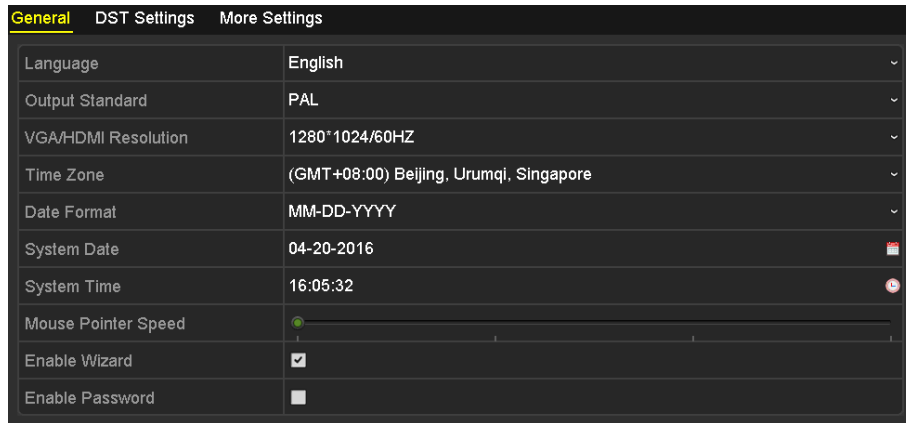 General DST Settings More Settings
Language English
Output Standard PAL
VGA/HDMI Resolution 1280*1024/60HZ
Time Zone (GMT+08:00) Beijing, Urumqi, Singapore
Date Format MM-DD-YYYY
System Date 04-20-2016
System Time 16:05:32
Mouse Pointer Speed
Enable Wizard
Enable Password